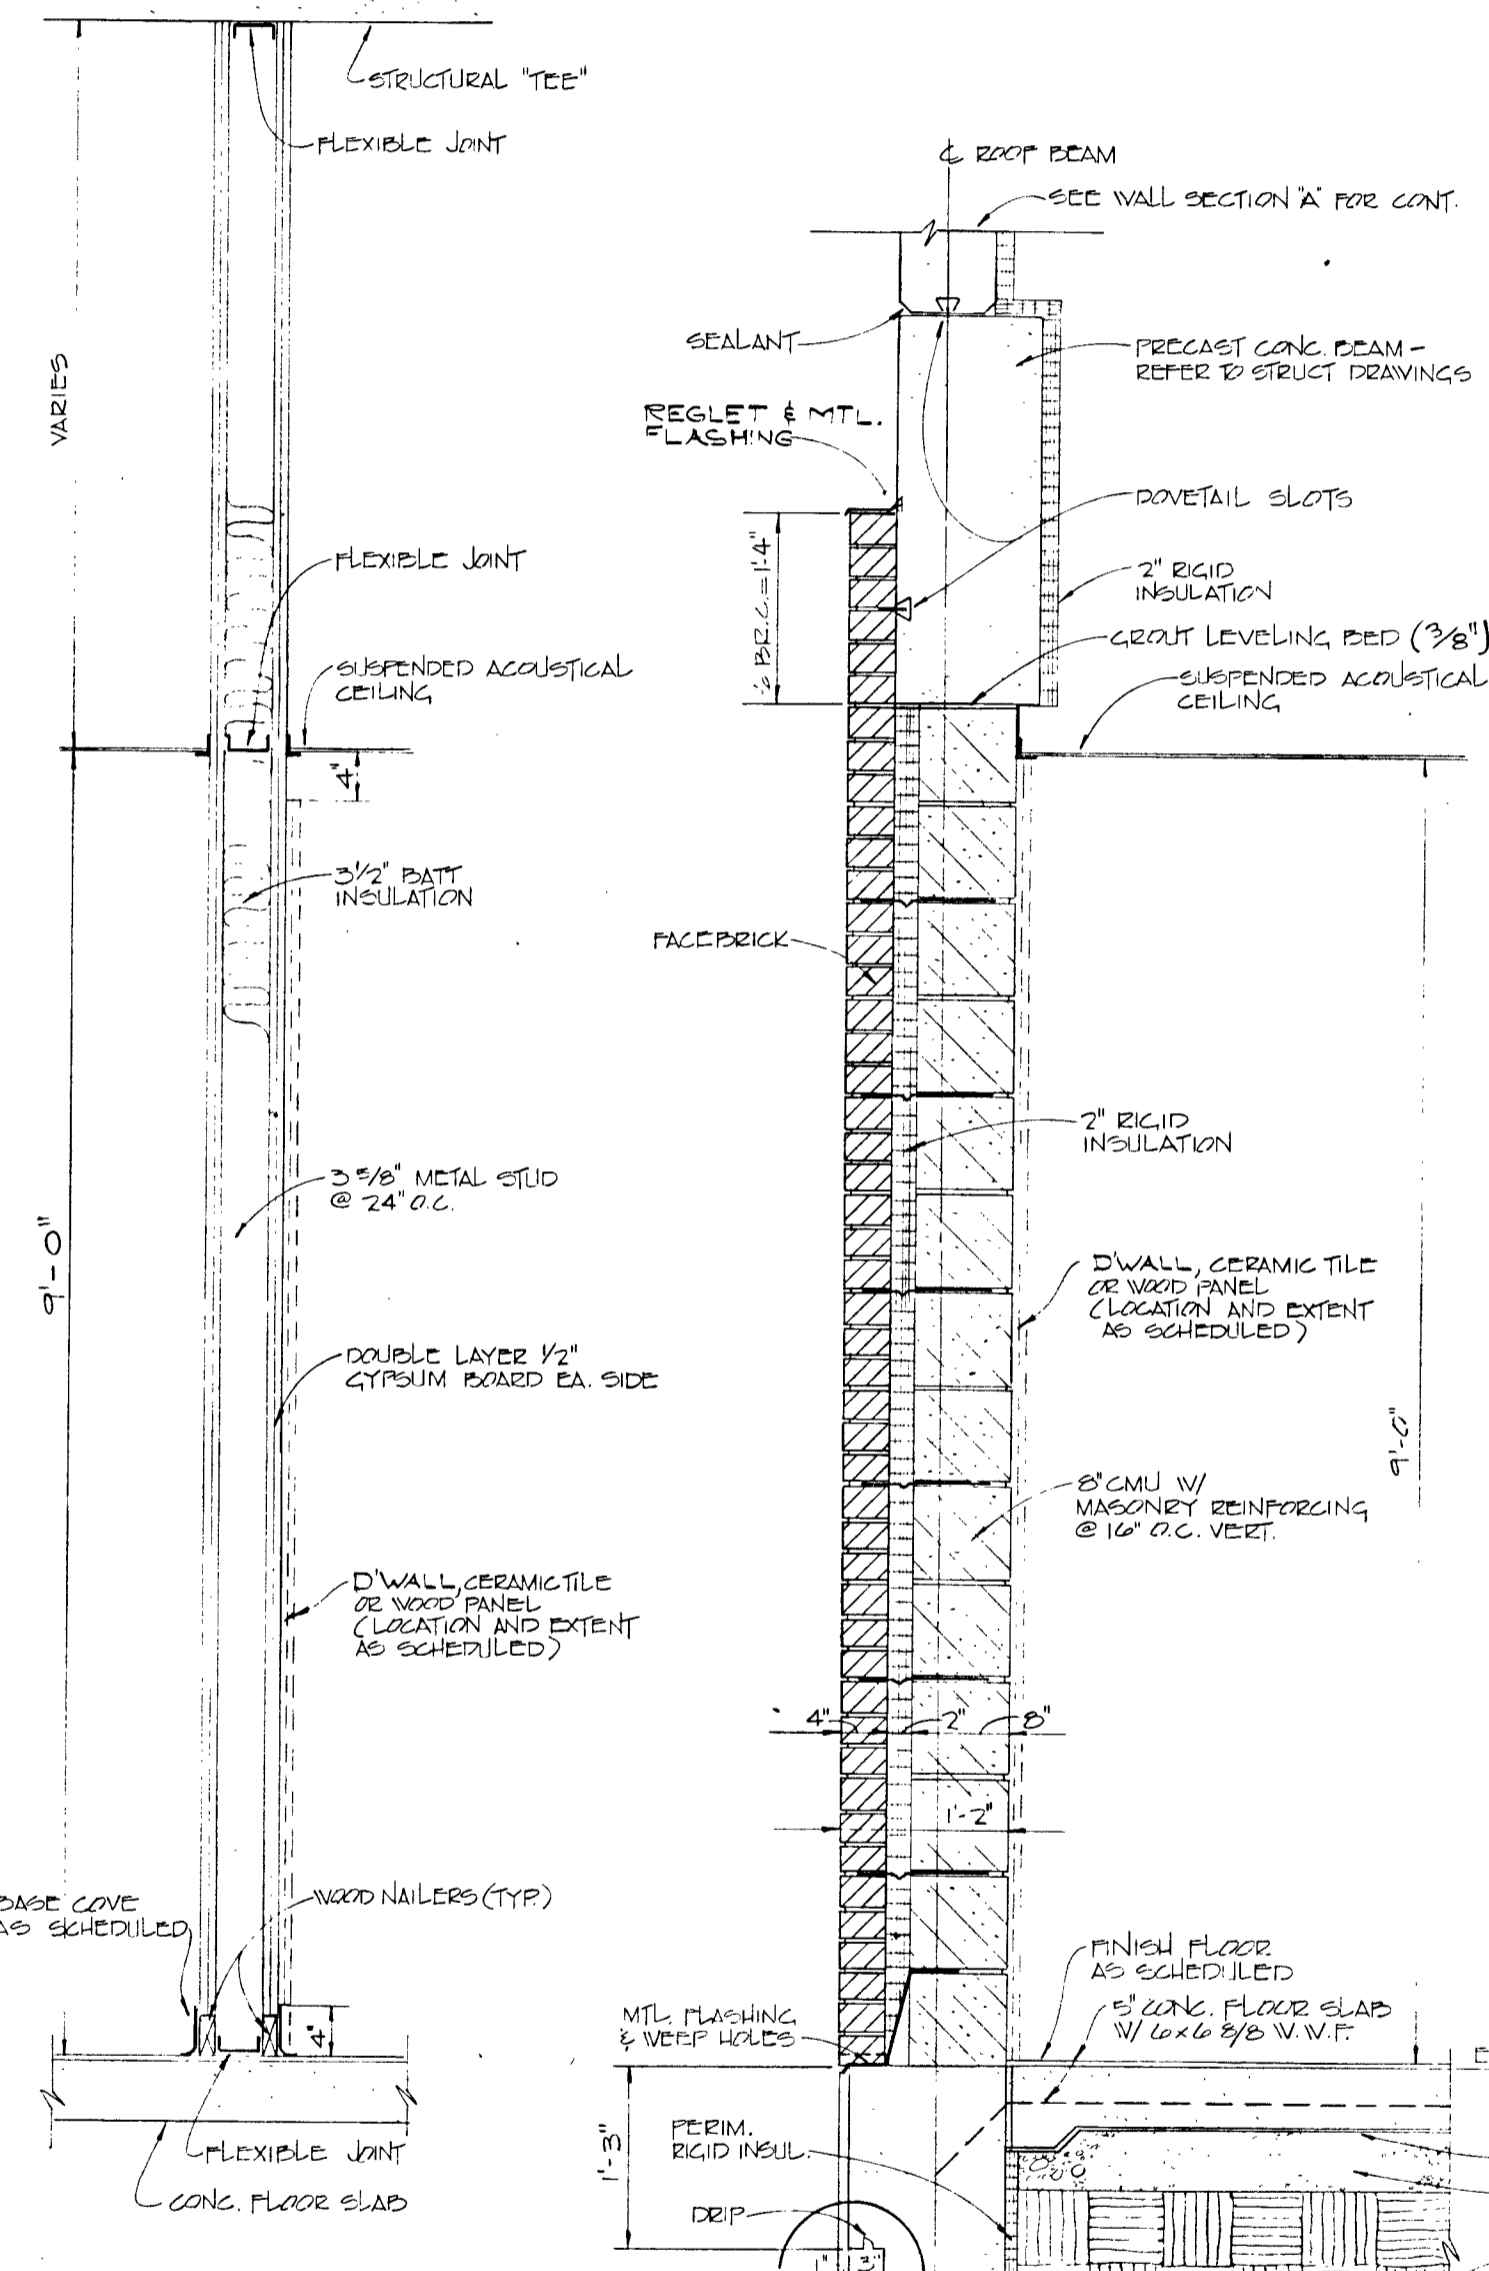 STRUCTURAL "TEE"
FLEXIBLE JOINT
VARIES
FLEXIBLE JOINT
SUSPENDED ACOUSTICAL
CEILING
4"
3 1/2" BATT
INSULATION
3 5/8" METAL STUD
@ 24" O.C.
9'-0"
DOUBLE LAYER 1/2"
GYPSUM BOARD EA. SIDE
D'WALL, CERAMIC TILE
OR WOOD PANEL
(LOCATION AND EXTENT
AS SCHEDULED)
BASE COVE
AS SCHEDULED
WOOD NAILERS (TYP.)
4"
FLEXIBLE JOINT
CONC. FLOOR SLAB
℄ ROOF BEAM
SEE WALL SECTION "A" FOR CONT.
SEALANT
PRECAST CONC. BEAM -
REFER TO STRUCT DRAWINGS
REGLET & MTL.
FLASHING
DOVETAIL SLOTS
6 BR.C. = 1'4"
2" RIGID
INSULATION
GROUT LEVELING BED (3/8")
SUSPENDED ACOUSTICAL
CEILING
FACEBRICK
2" RIGID
INSULATION
D'WALL, CERAMIC TILE
OR WOOD PANEL
(LOCATION AND EXTENT
AS SCHEDULED)
9'-0"
8" CMU W/
MASONRY REINFORCING
@ 16" O.C. VERT.
4" 2" 8"
1'-2"
FINISH FLOOR
AS SCHEDULED
5" CONC. FLOOR SLAB
W/ 6x6 8/8 W.W.F.
MTL. FLASHING
& WEEP HOLES
E
1'-3"
PERIM.
RIGID INSUL.
DRIP
1" 3"